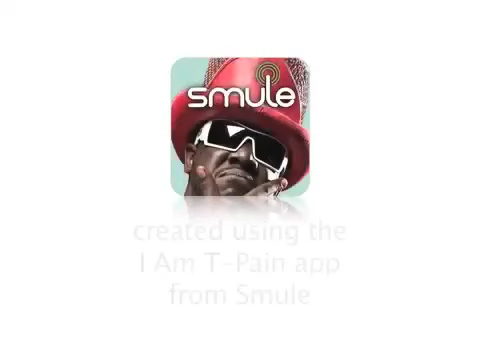 smule
created using the
I Am T-Pain app
from Smule